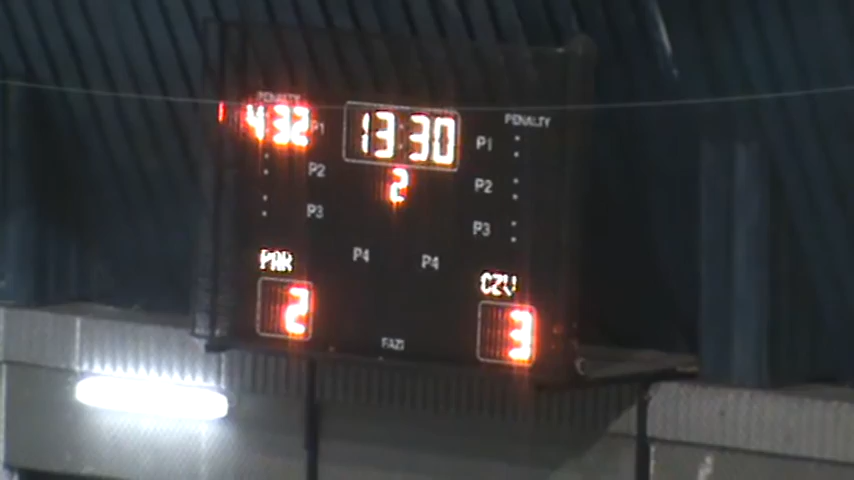 PENALTY
PENALTY
4:32 P1
13:30
P1
P2
2
P2
P3
P3
P4
P4
PAR
CZV
2
3
FAZI